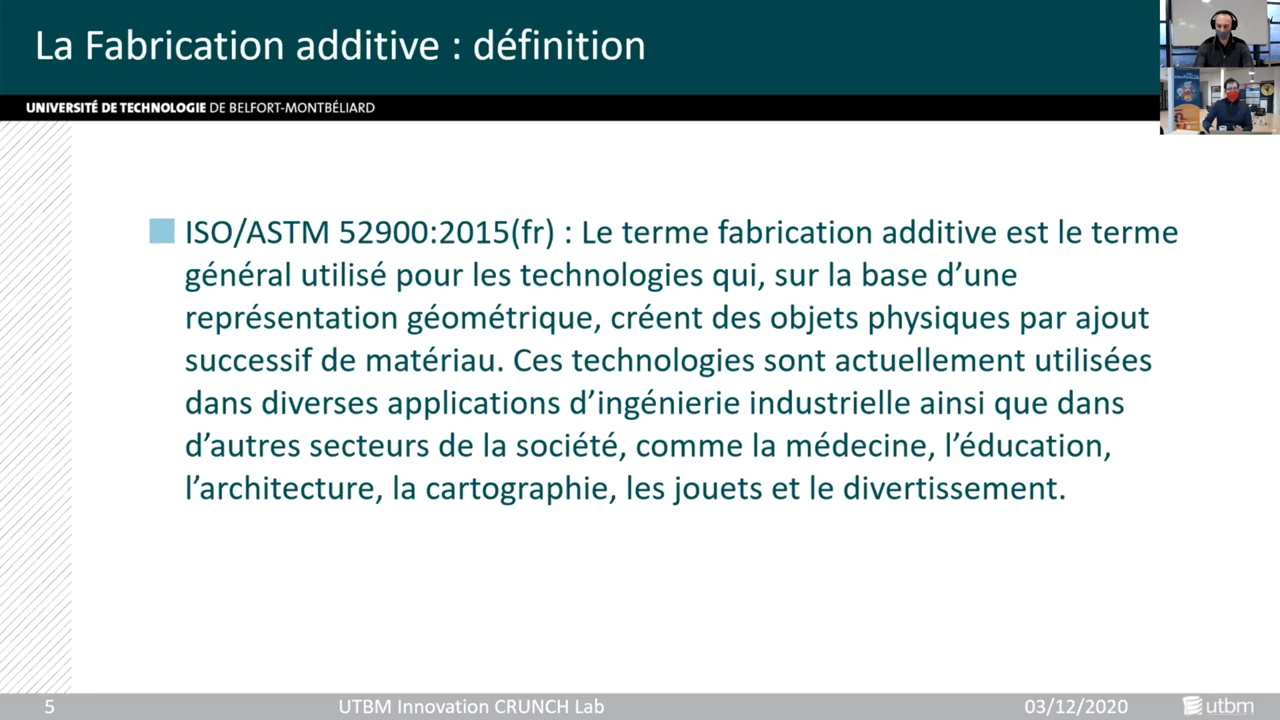 La Fabrication additive : définition
UNIVERSITÉ DE TECHNOLOGIE DE BELFORT-MONTBÉLIARD
ISO/ASTM 52900:2015(fr) : Le terme fabrication additive est le terme
général utilisé pour les technologies qui, sur la base d’une
représentation géométrique, créent des objets physiques par ajout
successif de matériau. Ces technologies sont actuellement utilisées
dans diverses applications d’ingénierie industrielle ainsi que dans
d’autres secteurs de la société, comme la médecine, l’éducation,
l’architecture, la cartographie, les jouets et le divertissement.
5
UTBM Innovation CRUNCH Lab
03/12/2020
utbm